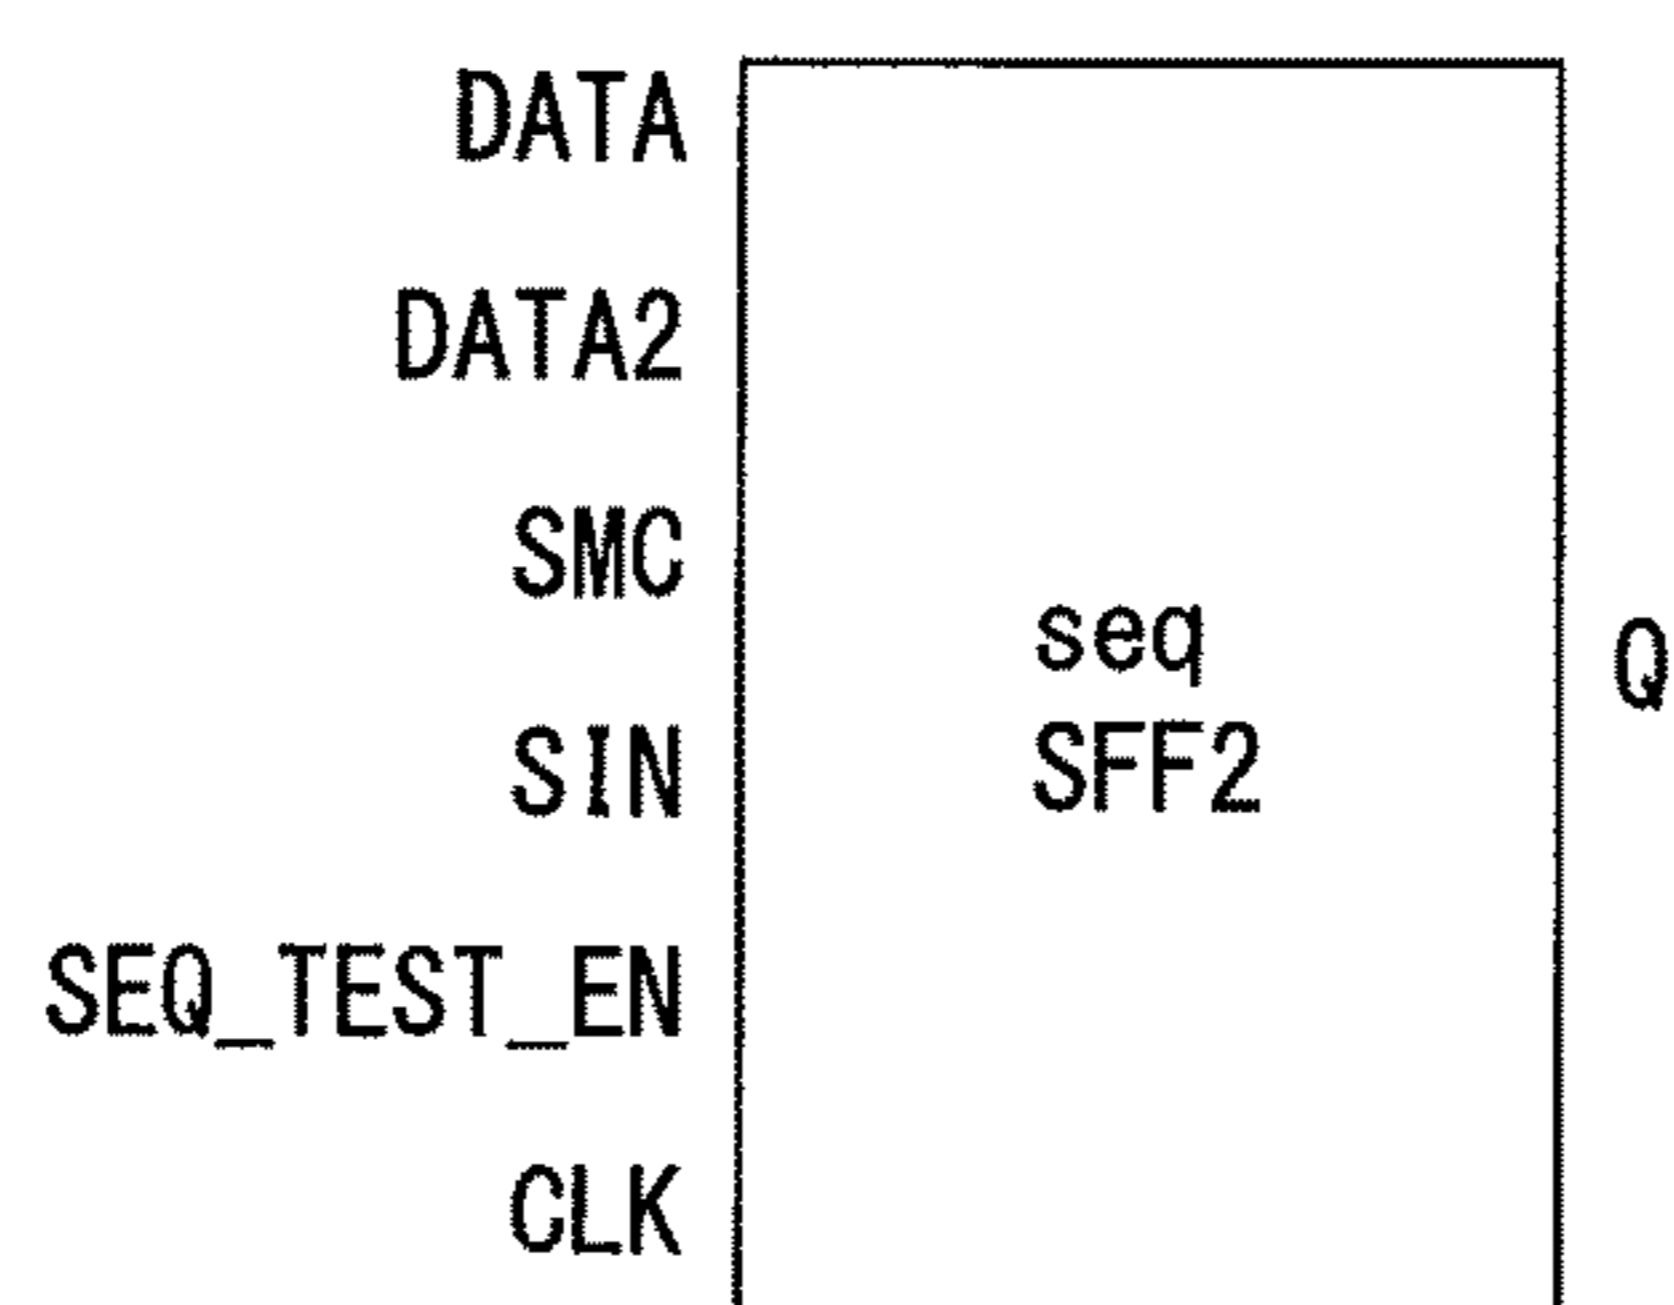 DATA
DATA2
SMC
SIN
SEQ_TEST_EN
CLK
seq
SFF2
Q